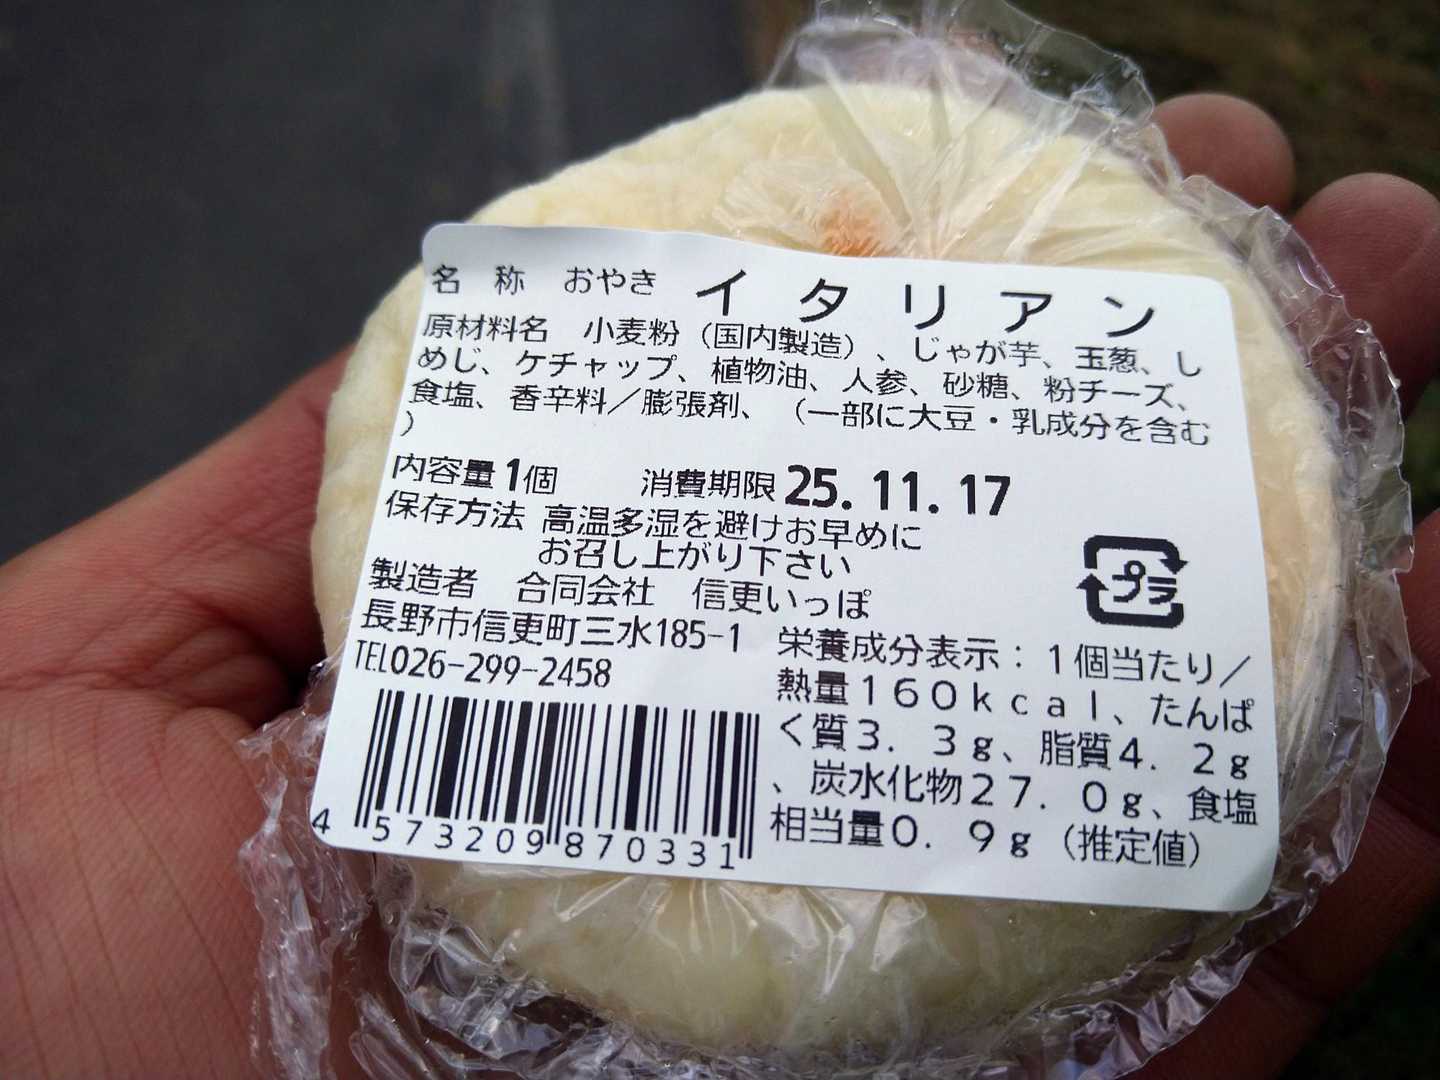 名 称 おやき イタリアン
原材料名 小麦粉(国内製造)、じゃが芋、玉葱、し
めじ、ケチャップ、植物油、人参、砂糖、粉チーズ、
食塩、香辛料/膨張剤、(一部に大豆・乳成分を含む
)
内容量1個 消費期限25.11.17
保存方法 高温多湿を避けお早めに
お召し上がり下さい
製造者 合同会社 信更いっぽ
長野市信更町三水185-1
TEL026-299-2458
プラ
栄養成分表示:1個当たり/
熱量160kcal、たんぱ
く質3.3g、脂質4.2g
、炭水化物27.0g、食塩
相当量0.9g(推定値)
4 573209 870331